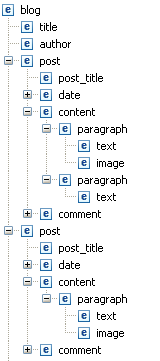 blog
title
author
post
post_title
date
content
paragraph
text
image
paragraph
text
comment
post
post_title
date
content
paragraph
text
image
comment